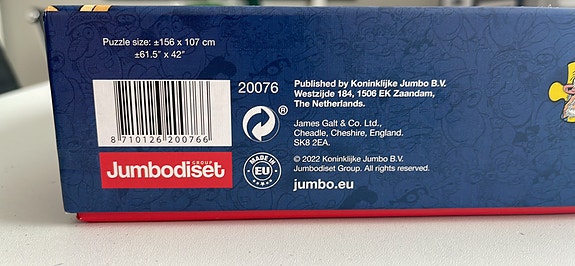 Puzzle size: ±156 x 107 cm
±61.5" x 42"
8 710126 200766
20076
Published by Koninklijke Jumbo B.V.
Westzijde 184, 1506 EK Zaandam,
The Netherlands.
®
James Galt & Co. Ltd.,
Cheadle, Cheshire, England.
SK8 2EA.
GROUP
Jumbodiset
MADE IN
EU
© 2022 Koninklijke Jumbo B.V.
Jumbodiset Group. All rights reserved.
jumbo.eu